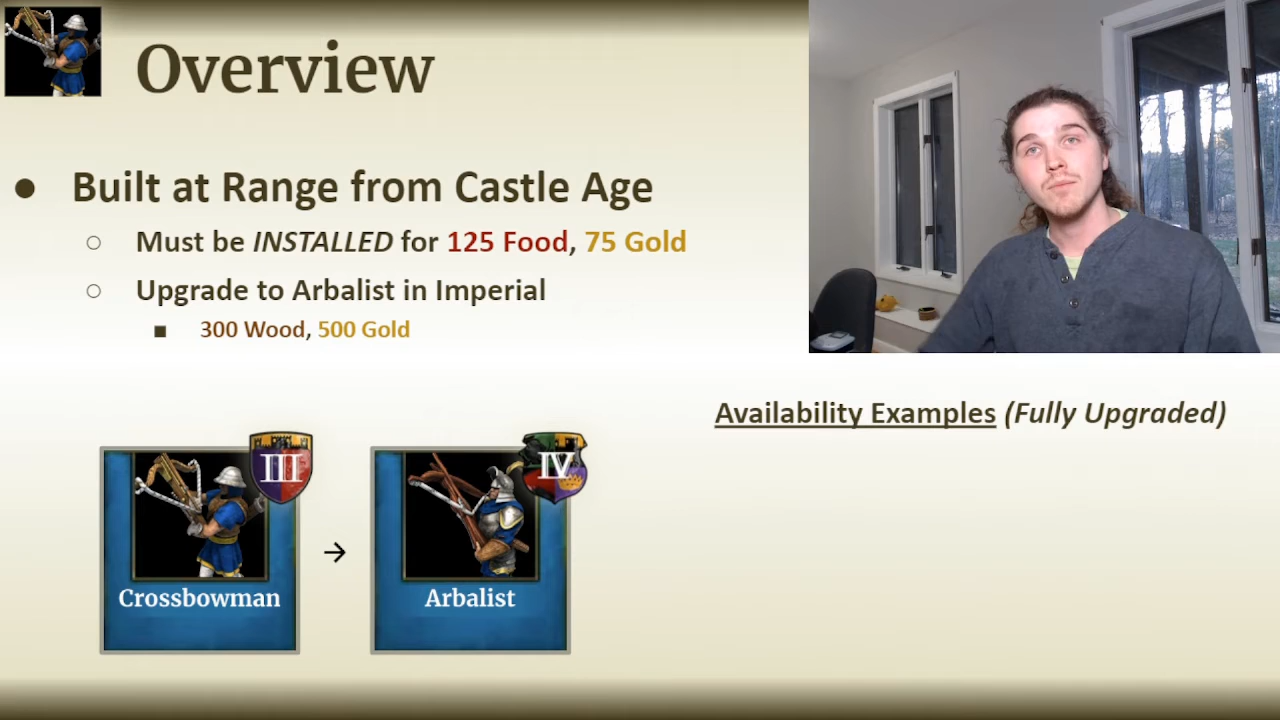 Overview
● Built at Range from Castle Age
○ Must be INSTALLED for 125 Food, 75 Gold
○ Upgrade to Arbalist in Imperial
■ 300 Wood, 500 Gold
Availability Examples (Fully Upgraded)
III
IV
→
Crossbowman
Arbalist